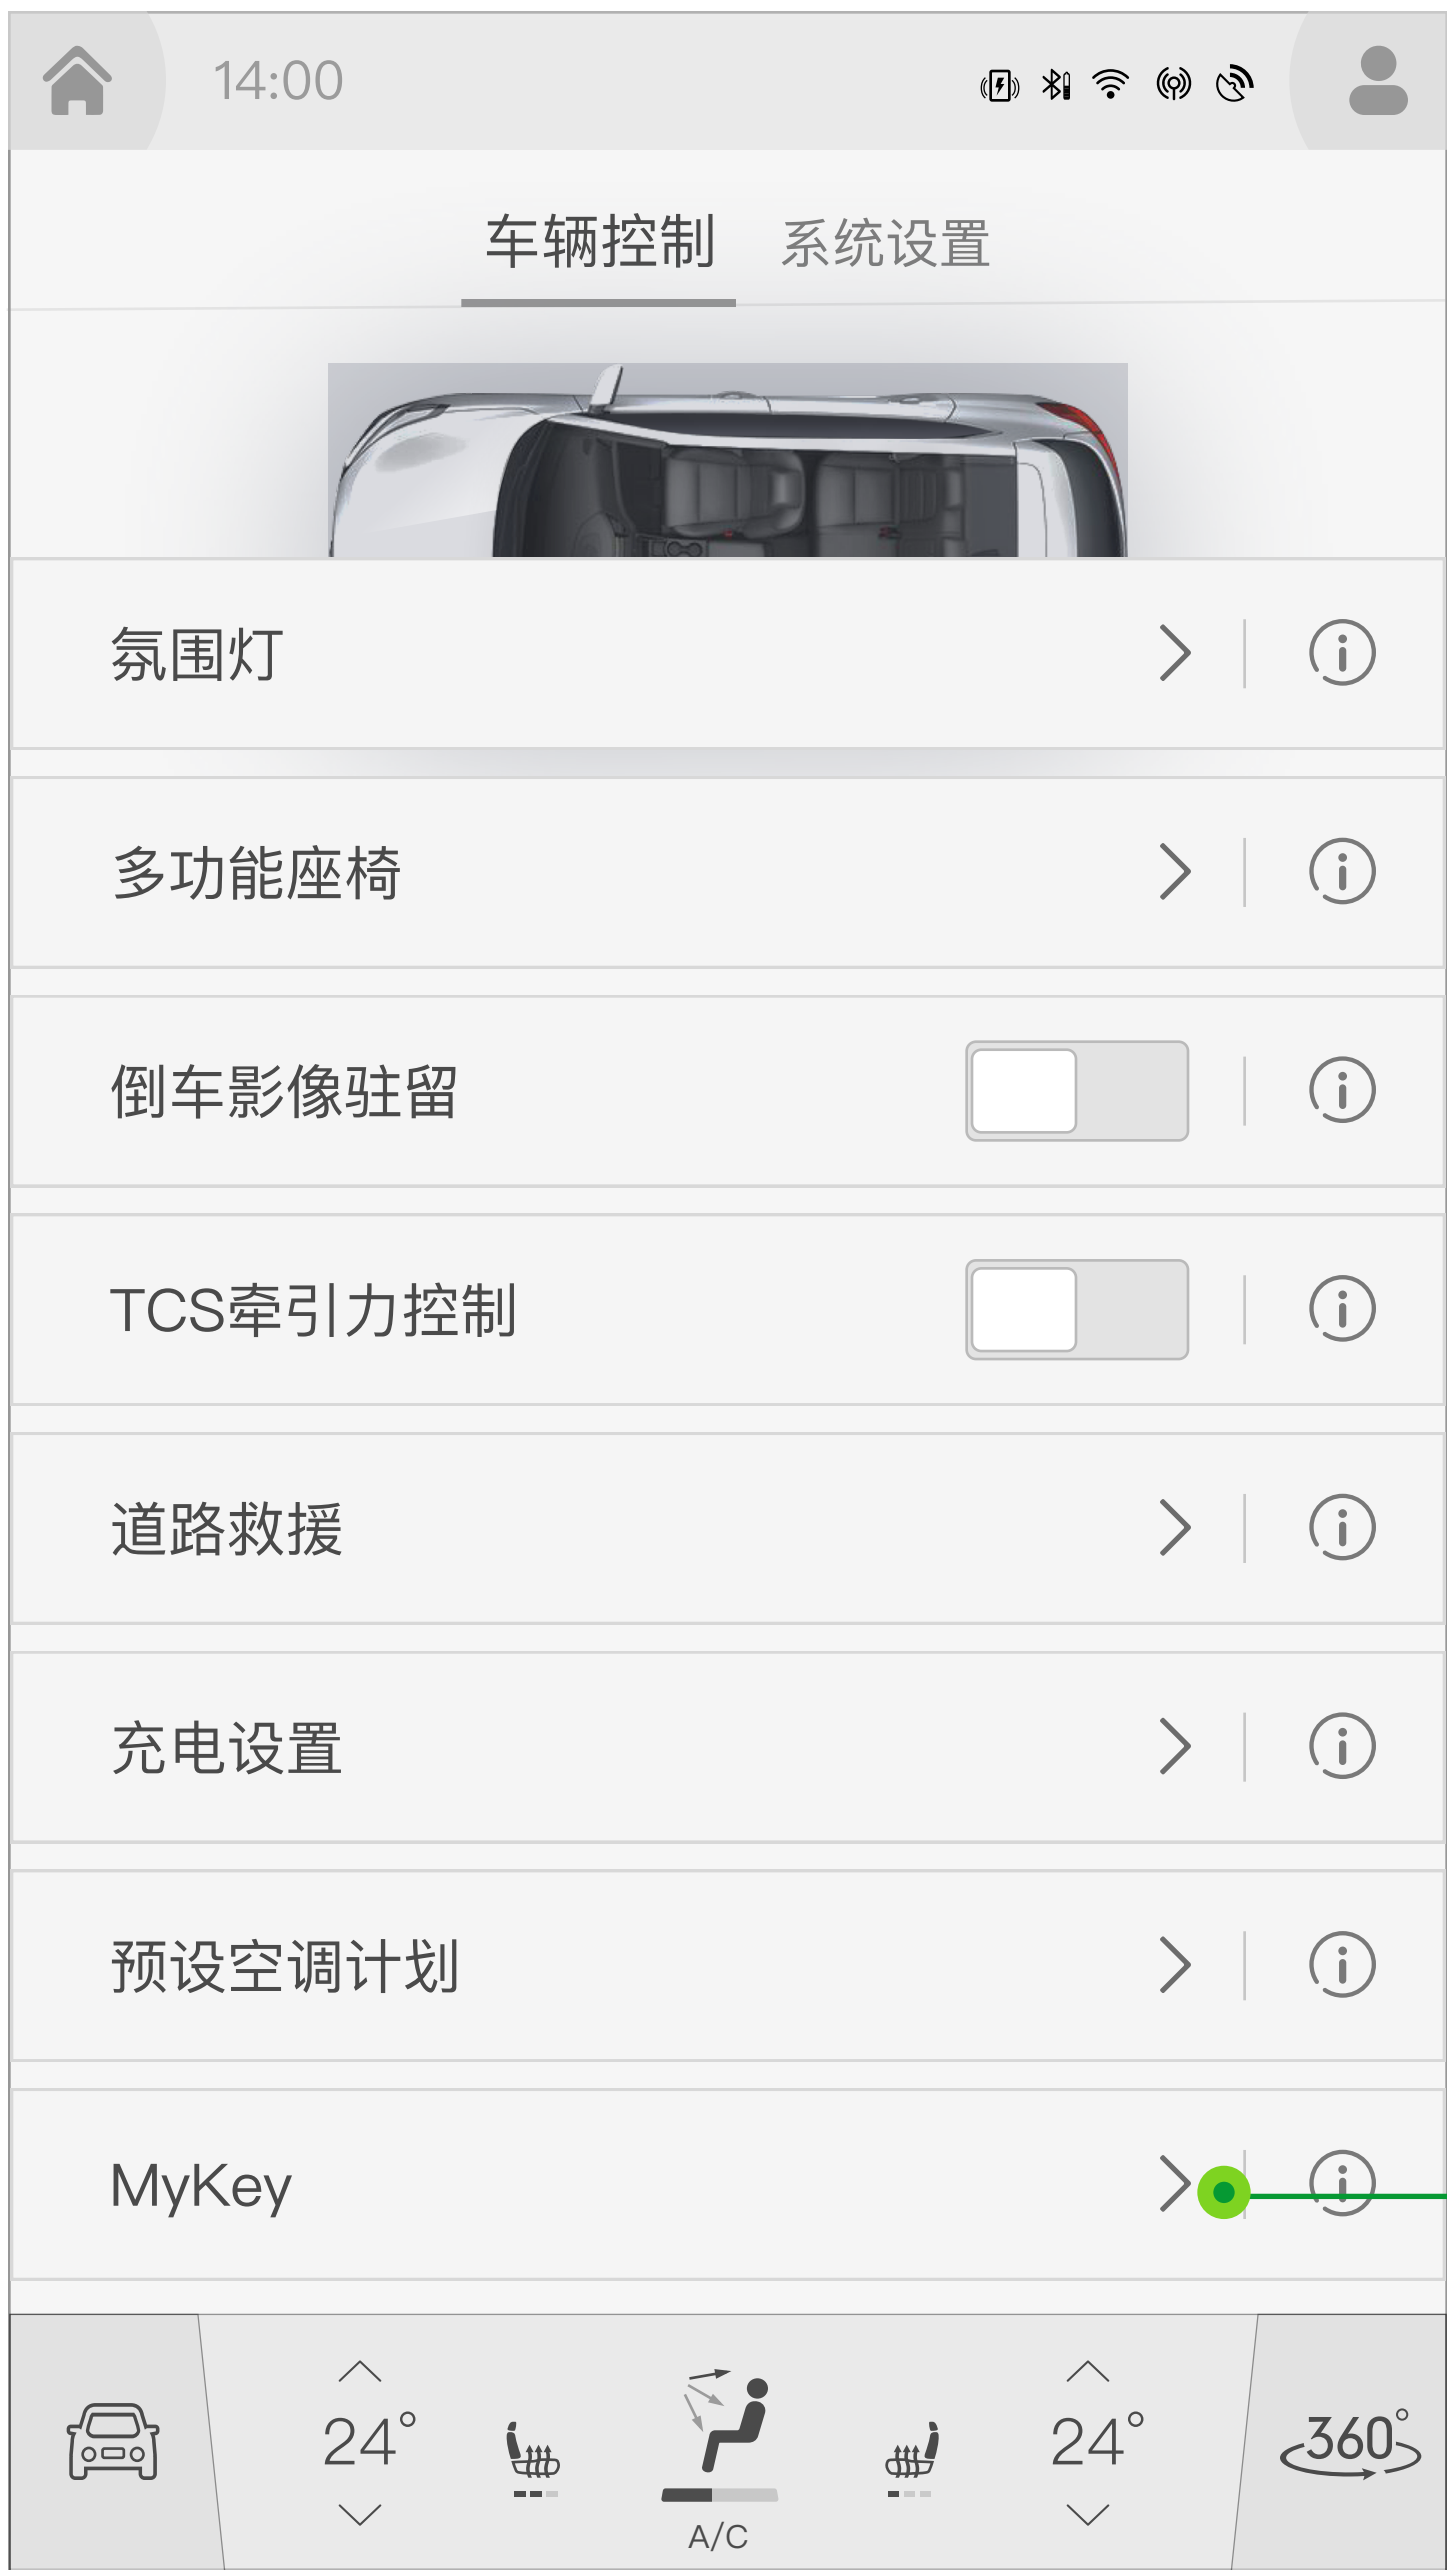 14:00
车辆控制 系统设置
氛围灯
多功能座椅
倒车影像驻留
TCS牵引力控制
道路救援
充电设置
预设空调计划
MyKey
24° 24° 360°
A/C